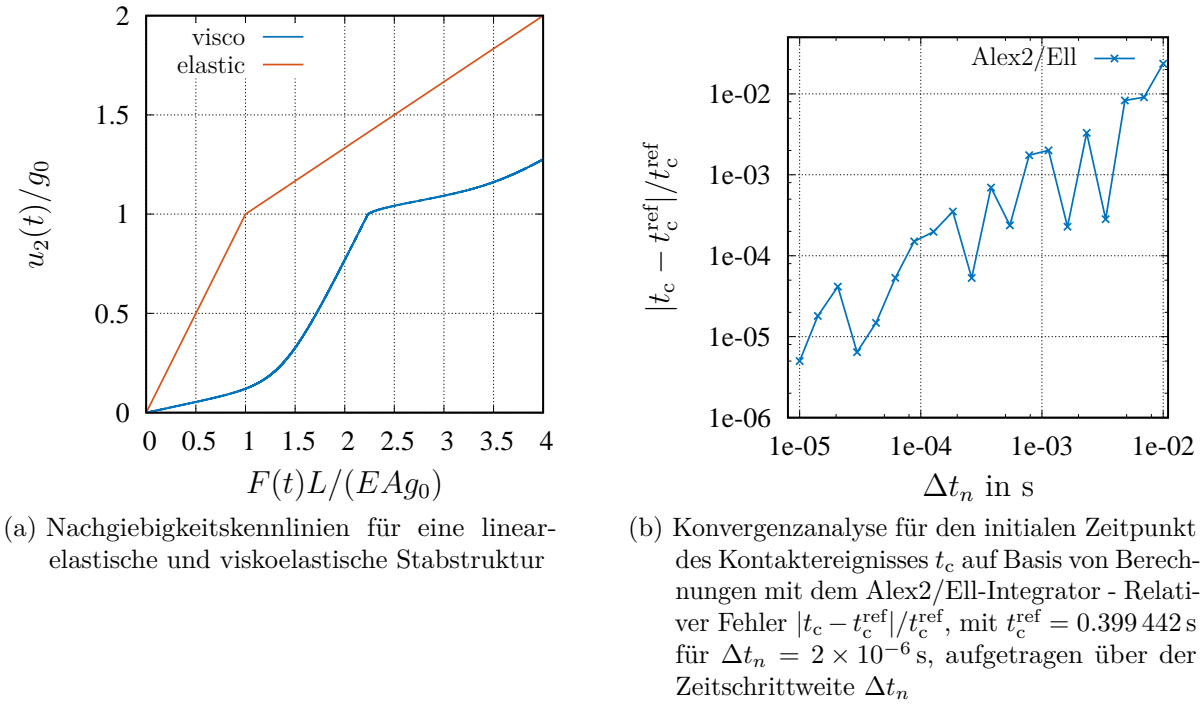 visco
elastic
2
1.5
1
0.5
0
0 0.5 1 1.5 2 2.5 3 3.5 4
u₂(t)/g₀
F(t)L/(EAg₀)
(a) Nachgiebigkeitskennlinien für eine linear-
elastische und viskoelastische Stabstruktur
Alex2/Ell
1e-02
1e-03
1e-04
1e-05
1e-06
1e-05 1e-04 1e-03 1e-02
|t_c − t_c^ref|/t_c^ref
Δt_n in s
(b) Konvergenzanalyse für den initialen Zeitpunkt
des Kontaktereignisses t_c auf Basis von Berech-
nungen mit dem Alex2/Ell-Integrator - Relati-
ver Fehler |t_c − t_c^ref|/t_c^ref, mit t_c^ref = 0.399 442 s
für Δt_n = 2 × 10⁻⁶ s, aufgetragen über der
Zeitschrittweite Δt_n